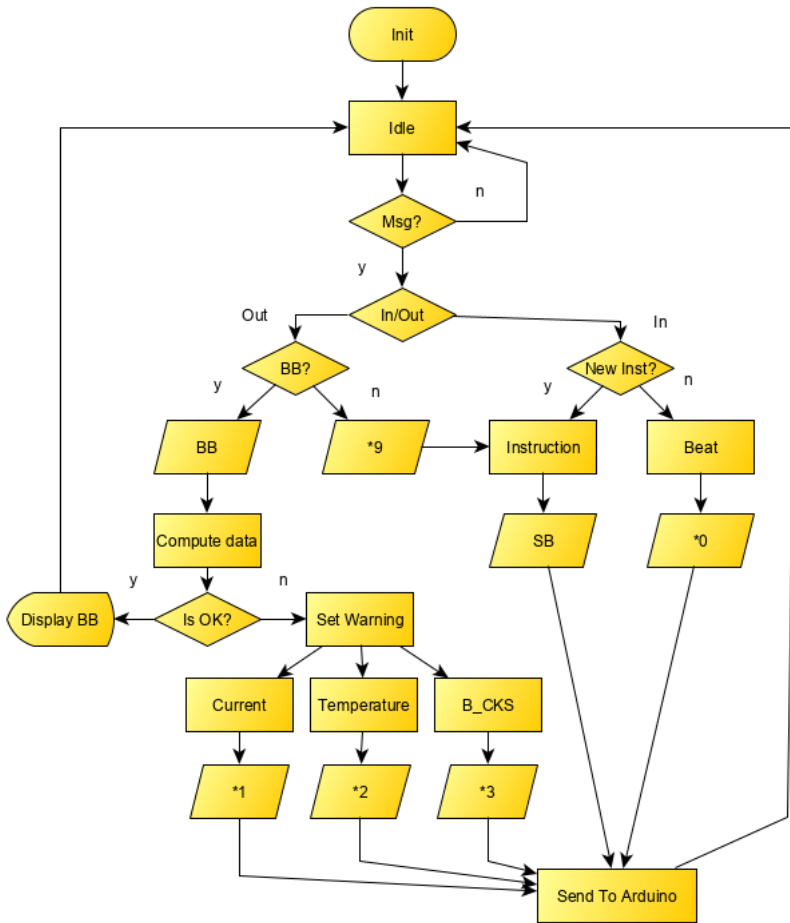 Init
Idle
n
Msg?
y
Out
In/Out
In
BB?
New Inst?
y
n
y
n
BB
*9
Instruction
Beat
Compute data
SB
*0
y
n
Display BB
Is OK?
Set Warning
Current
Temperature
B_CKS
*1
*2
*3
Send To Arduino